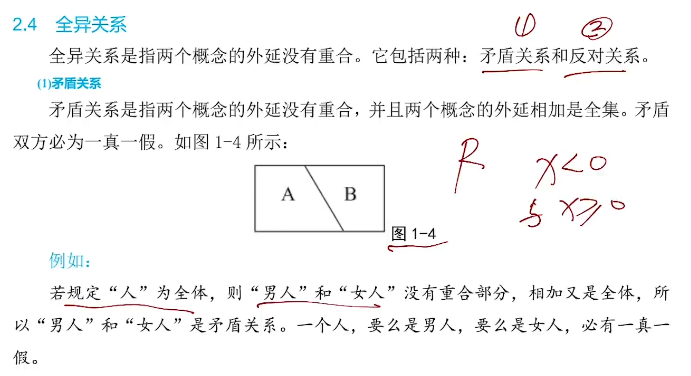 2.4 全异关系
① ②
全异关系是指两个概念的外延没有重合。它包括两种：矛盾关系和反对关系。
(1)矛盾关系
矛盾关系是指两个概念的外延没有重合，并且两个概念的外延相加是全集。矛盾
双方必为一真一假。如图 1-4 所示：
A B
R x<0
与 x≥0
图 1-4
例如：
若规定“人”为全体，则“男人”和“女人”没有重合部分，相加又是全体，所
以“男人”和“女人”是矛盾关系。一个人，要么是男人，要么是女人，必有一真一
假。